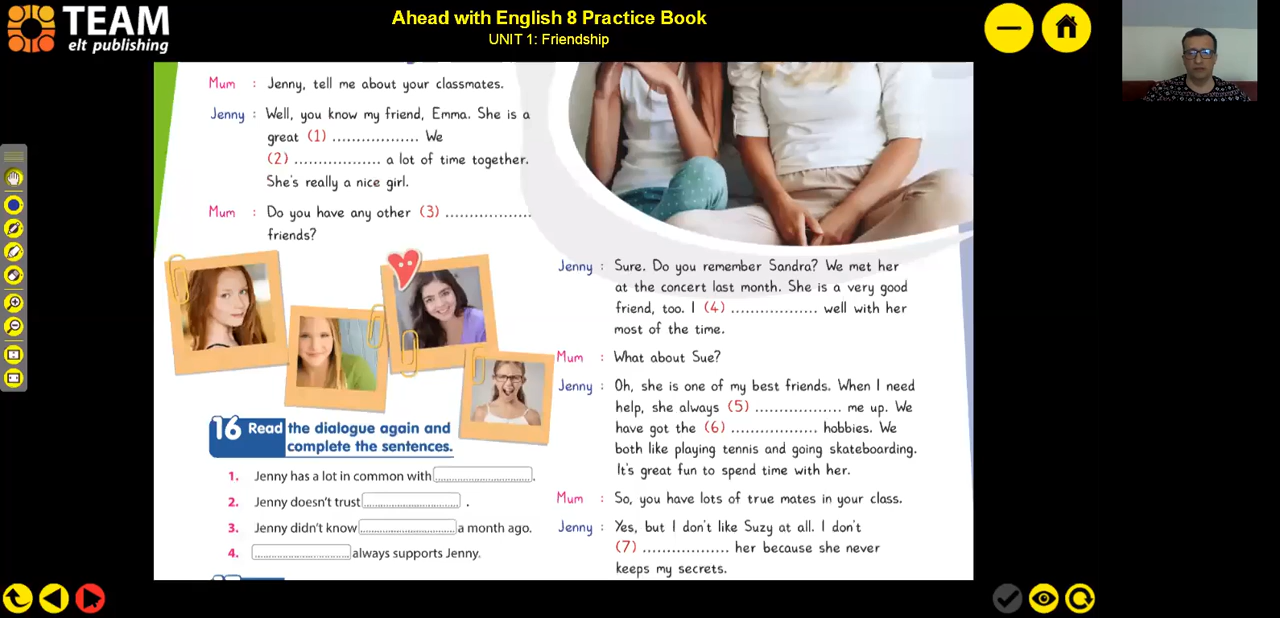 TEAM
elt publishing
Ahead with English 8 Practice Book
UNIT 1: Friendship
Mum : Jenny, tell me about your classmates.
Jenny : Well, you know my friend, Emma. She is a
great (1) .................. We
(2) .................. a lot of time together.
She's really a nice girl.
Mum : Do you have any other (3) ..................
friends?
Jenny : Sure. Do you remember Sandra? We met her
at the concert last month. She is a very good
friend, too. I (4) .................. well with her
most of the time.
Mum : What about Sue?
Jenny : Oh, she is one of my best friends. When I need
help, she always (5) .................. me up. We
have got the (6) .................. hobbies. We
both like playing tennis and going skateboarding.
It's great fun to spend time with her.
Mum : So, you have lots of true mates in your class.
Jenny : Yes, but I don't like Suzy at all. I don't
(7) .................. her because she never
keeps my secrets.
16 Read the dialogue again and
complete the sentences.
1. Jenny has a lot in common with ........................ .
2. Jenny doesn't trust ........................ .
3. Jenny didn't know ........................ a month ago.
4. ........................ always supports Jenny.